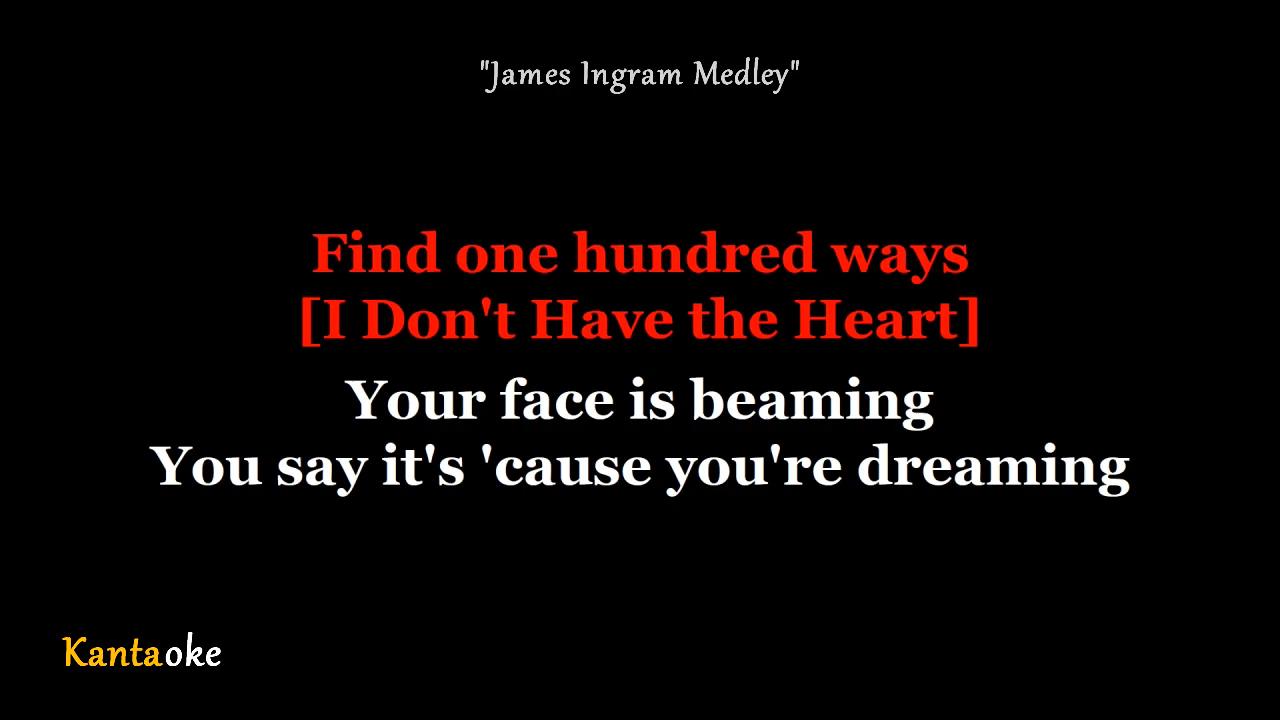 "James Ingram Medley"
Find one hundred ways
[I Don't Have the Heart]
Your face is beaming
You say it's 'cause you're dreaming
Kantaoke